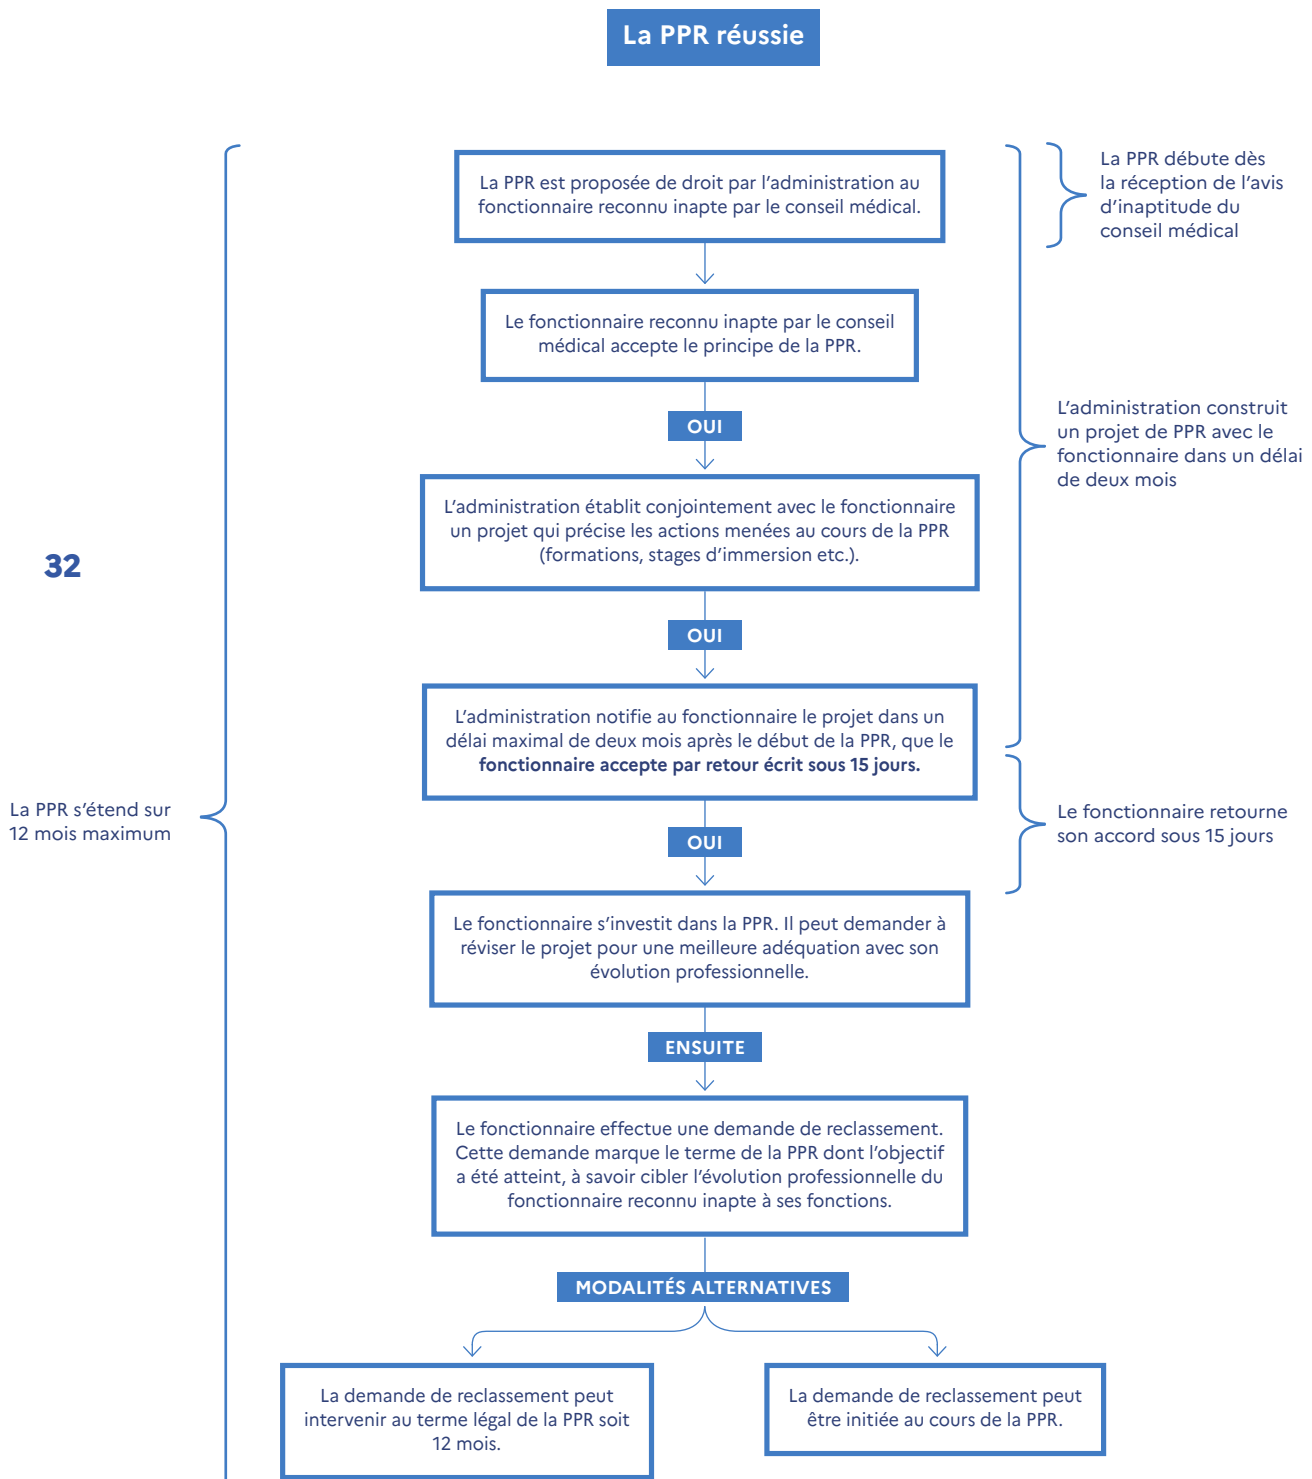 La PPR réussie
La PPR est proposée de droit par l’administration au
fonctionnaire reconnu inapte par le conseil médical.
La PPR débute dès
la réception de l’avis
d’inaptitude du
conseil médical
Le fonctionnaire reconnu inapte par le conseil
médical accepte le principe de la PPR.
OUI
L’administration construit
un projet de PPR avec le
fonctionnaire dans un délai
de deux mois
L’administration établit conjointement avec le fonctionnaire
un projet qui précise les actions menées au cours de la PPR
(formations, stages d’immersion etc.).
32
OUI
L’administration notifie au fonctionnaire le projet dans un
délai maximal de deux mois après le début de la PPR, que le
fonctionnaire accepte par retour écrit sous 15 jours.
La PPR s’étend sur
12 mois maximum
Le fonctionnaire retourne
son accord sous 15 jours
OUI
Le fonctionnaire s’investit dans la PPR. Il peut demander à
réviser le projet pour une meilleure adéquation avec son
évolution professionnelle.
ENSUITE
Le fonctionnaire effectue une demande de reclassement.
Cette demande marque le terme de la PPR dont l’objectif
a été atteint, à savoir cibler l’évolution professionnelle du
fonctionnaire reconnu inapte à ses fonctions.
MODALITÉS ALTERNATIVES
La demande de reclassement peut
intervenir au terme légal de la PPR soit
12 mois.
La demande de reclassement peut
être initiée au cours de la PPR.